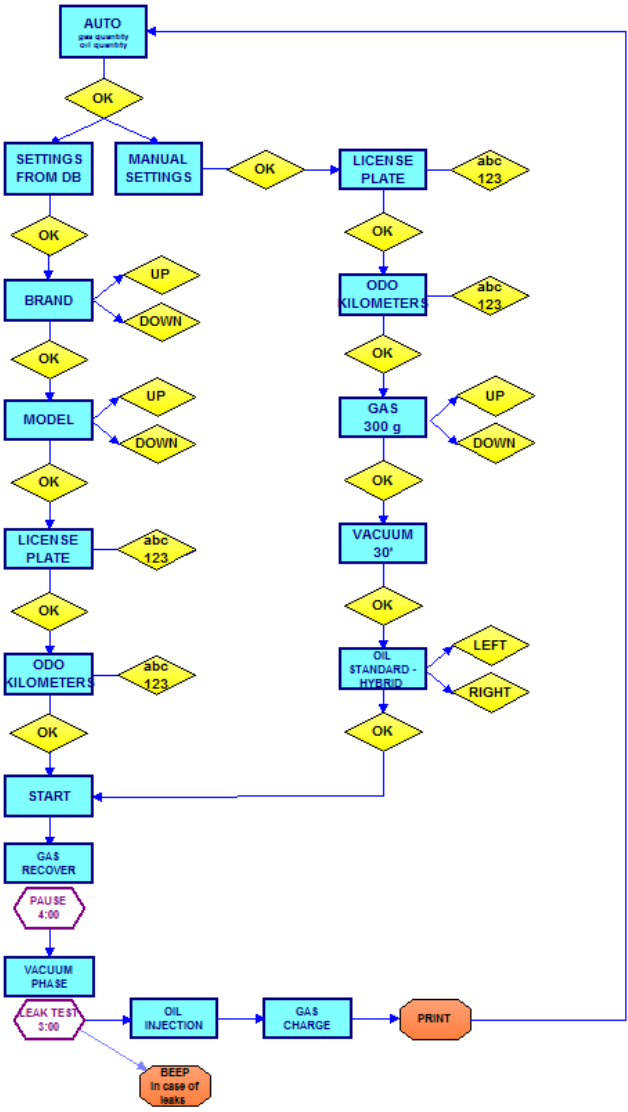 AUTO
gas quantity
oil quantity
OK
SETTINGS
FROM DB
MANUAL
SETTINGS
OK
LICENSE
PLATE
abc
123
OK
OK
BRAND
UP
DOWN
ODO
KILOMETERS
abc
123
OK
OK
MODEL
UP
DOWN
GAS
300 g
UP
DOWN
OK
OK
LICENSE
PLATE
abc
123
VACUUM
30'
OK
OK
ODO
KILOMETERS
abc
123
OIL
STANDARD -
HYBRID
LEFT
RIGHT
OK
OK
START
GAS
RECOVER
PAUSE
4:00
VACUUM
PHASE
LEAK TEST
3:00
OIL
INJECTION
GAS
CHARGE
PRINT
BEEP
in case of
leaks